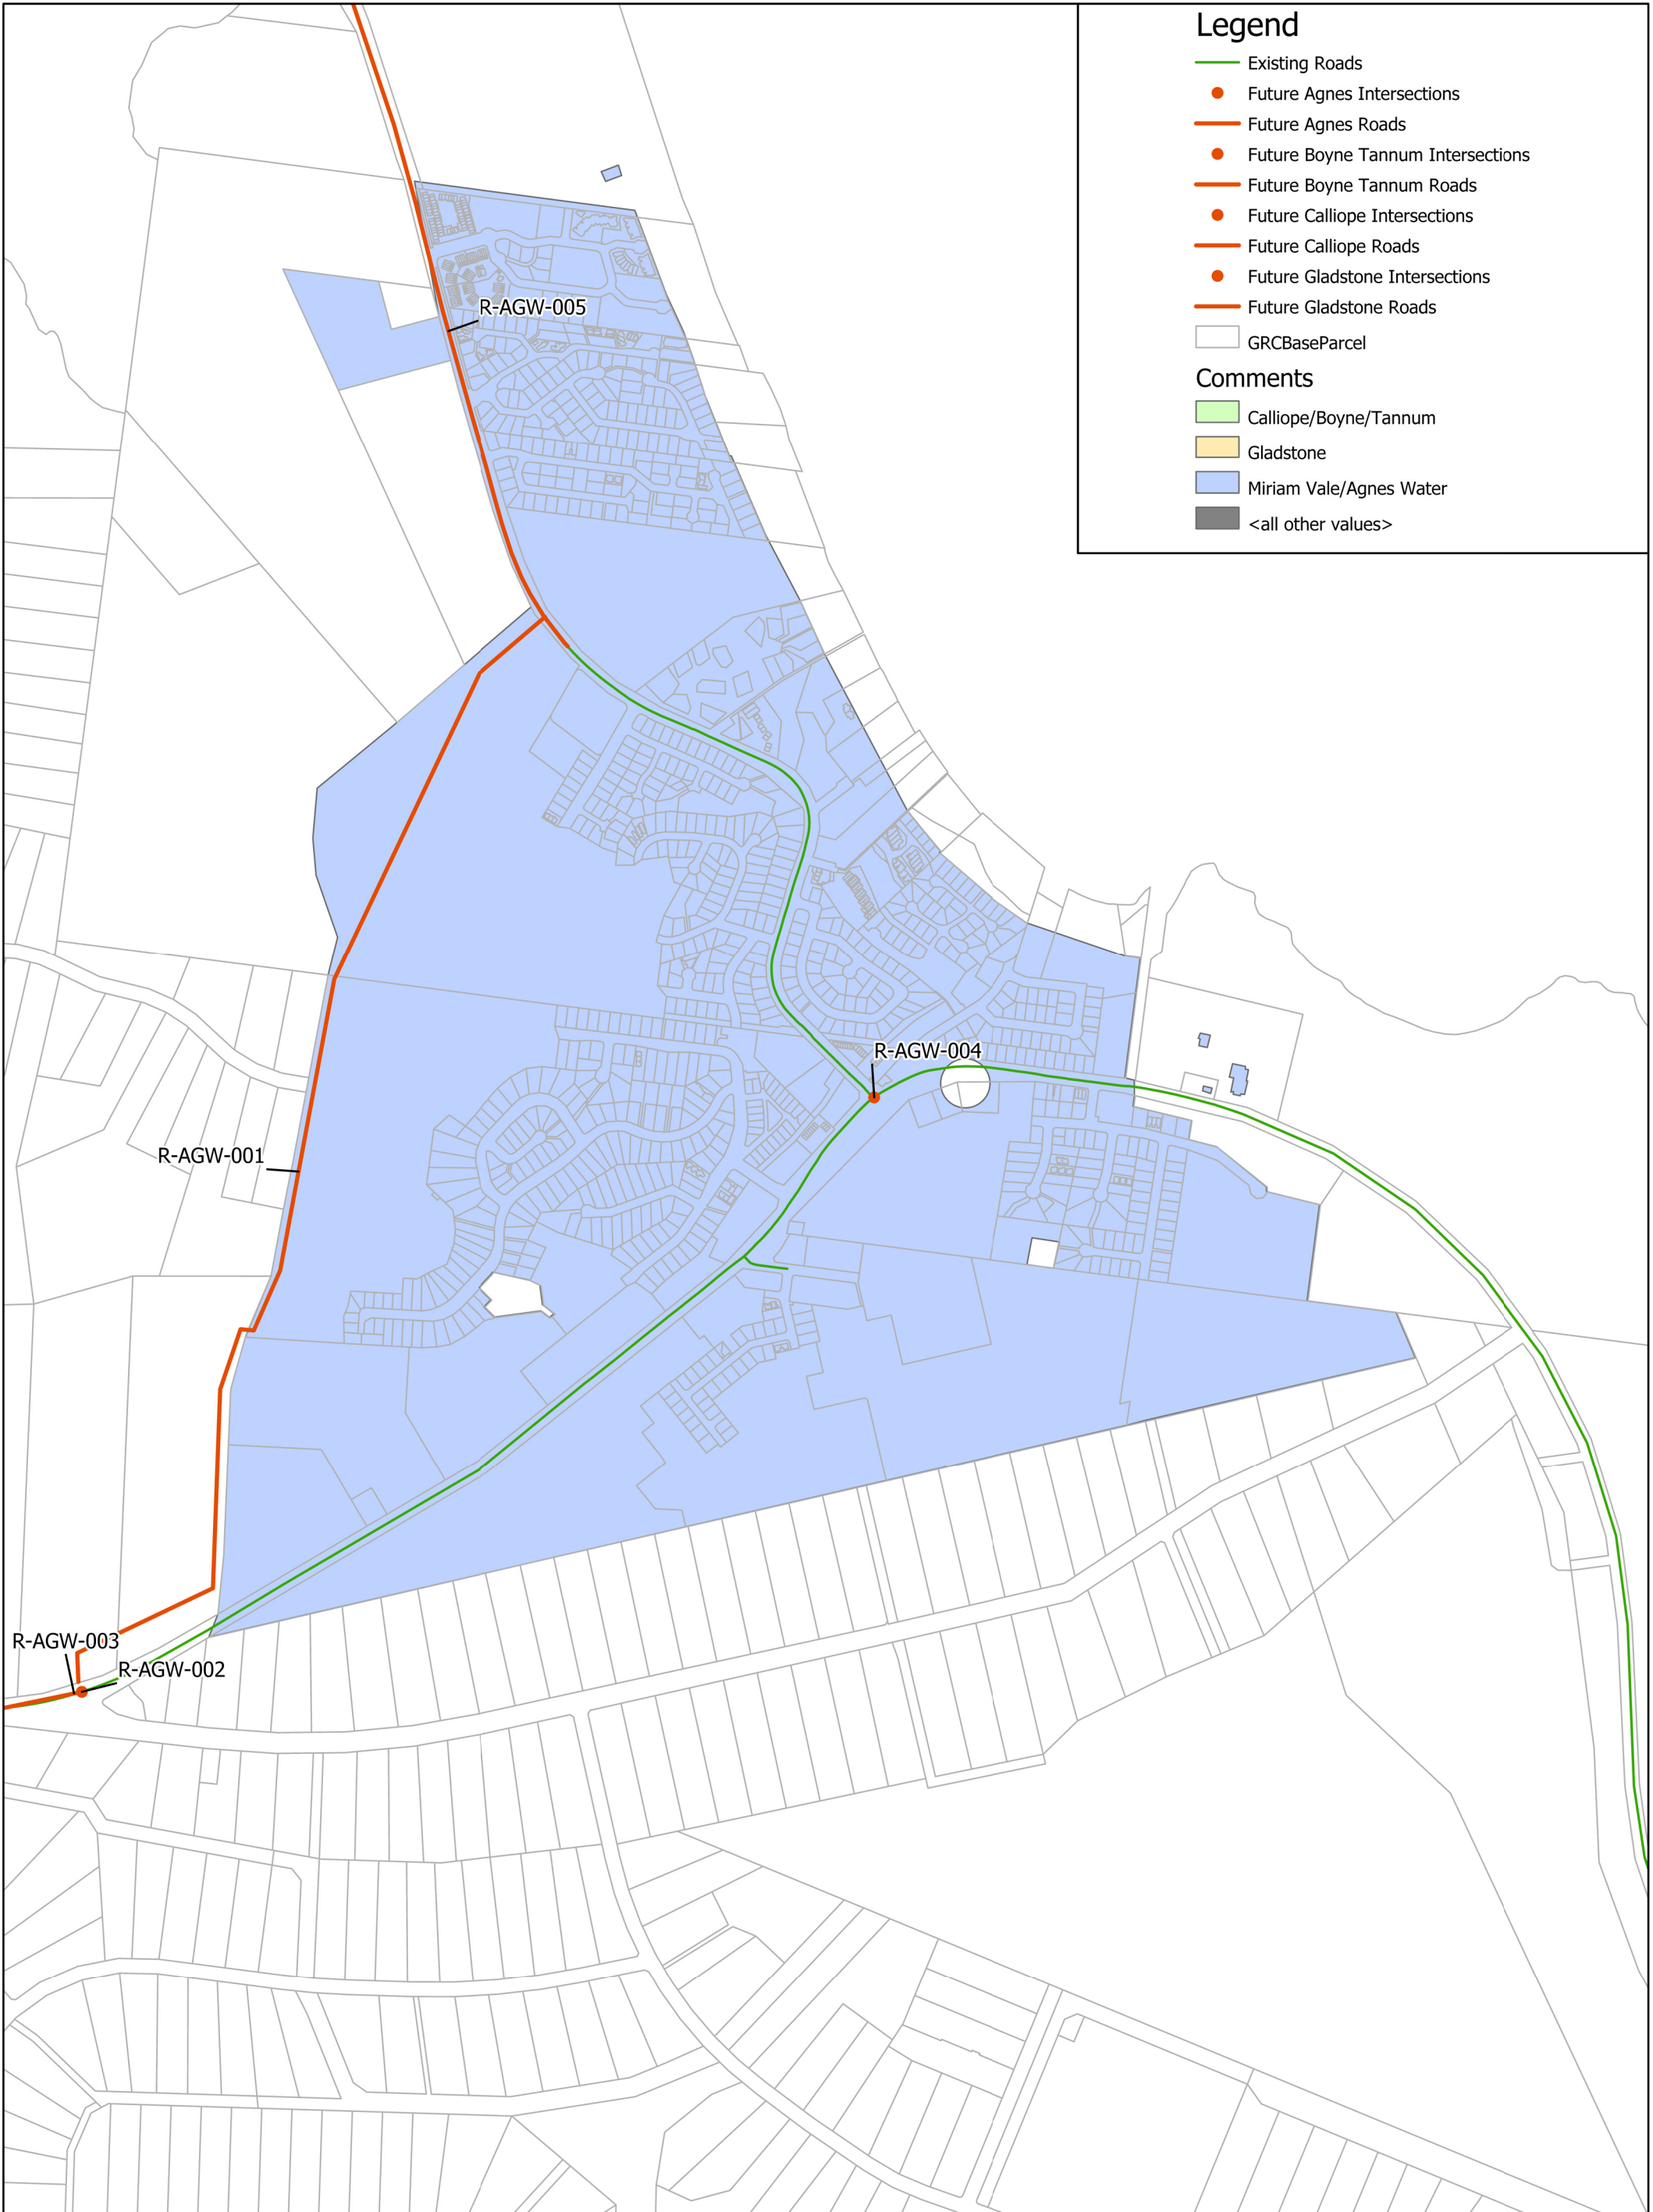 Legend
Existing Roads
Future Agnes Intersections
Future Agnes Roads
Future Boyne Tannum Intersections
Future Boyne Tannum Roads
Future Calliope Intersections
Future Calliope Roads
Future Gladstone Intersections
Future Gladstone Roads
GRCBaseParcel
Comments
Calliope/Boyne/Tannum
Gladstone
Miriam Vale/Agnes Water
<all other values>
R-AGW-005
R-AGW-004
R-AGW-001
R-AGW-003
R-AGW-002